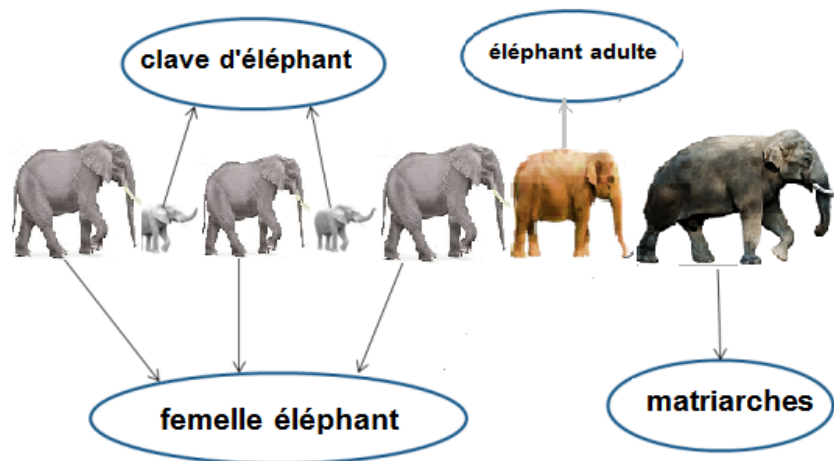 clave d'éléphant
éléphant adulte
femelle éléphant
matriarches